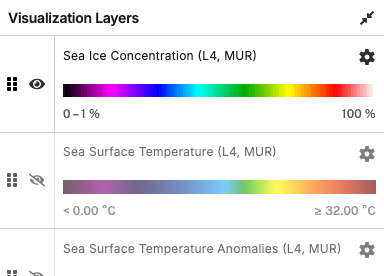 Visualization Layers
Sea Ice Concentration (L4, MUR)
0 – 1 %
100 %
Sea Surface Temperature (L4, MUR)
< 0.00 °C
≥ 32.00 °C
Sea Surface Temperature Anomalies (L4, MUR)